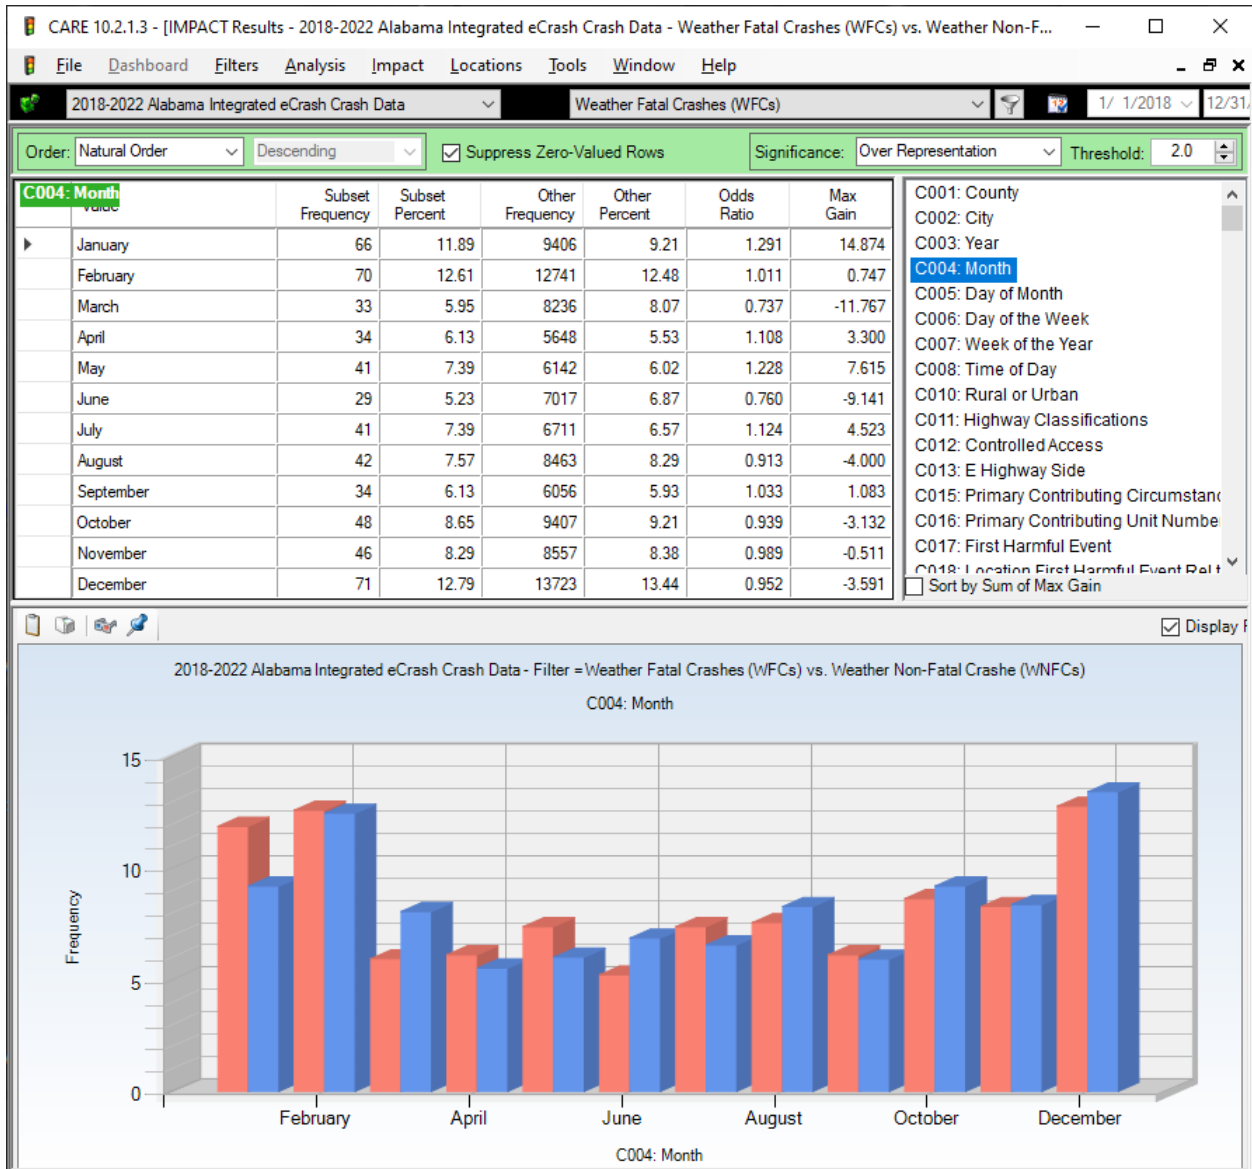 CARE 10.2.1.3 - [IMPACT Results - 2018-2022 Alabama Integrated eCrash Crash Data - Weather Fatal Crashes (WFCs) vs. Weather Non-F...
File Dashboard Filters Analysis Impact Locations Tools Window Help
2018-2022 Alabama Integrated eCrash Crash Data Weather Fatal Crashes (WFCs) 1/ 1/2018 12/31/
Order: Natural Order Descending Suppress Zero-Valued Rows Significance: Over Representation Threshold: 2.0
C004: Month Subset Frequency Subset Percent Other Frequency Other Percent Odds Ratio Max Gain
January 66 11.89 9406 9.21 1.291 14.874
February 70 12.61 12741 12.48 1.011 0.747
March 33 5.95 8236 8.07 0.737 -11.767
April 34 6.13 5648 5.53 1.108 3.300
May 41 7.39 6142 6.02 1.228 7.615
June 29 5.23 7017 6.87 0.760 -9.141
July 41 7.39 6711 6.57 1.124 4.523
August 42 7.57 8463 8.29 0.913 -4.000
September 34 6.13 6056 5.93 1.033 1.083
October 48 8.65 9407 9.21 0.939 -3.132
November 46 8.29 8557 8.38 0.989 -0.511
December 71 12.79 13723 13.44 0.952 -3.591
C001: County
C002: City
C003: Year
C004: Month
C005: Day of Month
C006: Day of the Week
C007: Week of the Year
C008: Time of Day
C010: Rural or Urban
C011: Highway Classifications
C012: Controlled Access
C013: E Highway Side
C015: Primary Contributing Circumstanc
C016: Primary Contributing Unit Number
C017: First Harmful Event
C018: Location First Harmful Event Rel t
Sort by Sum of Max Gain
Display
2018-2022 Alabama Integrated eCrash Crash Data - Filter = Weather Fatal Crashes (WFCs) vs. Weather Non-Fatal Crashe (WNFCs)
C004: Month
15
10
5
0
Frequency
February April June August October December
C004: Month